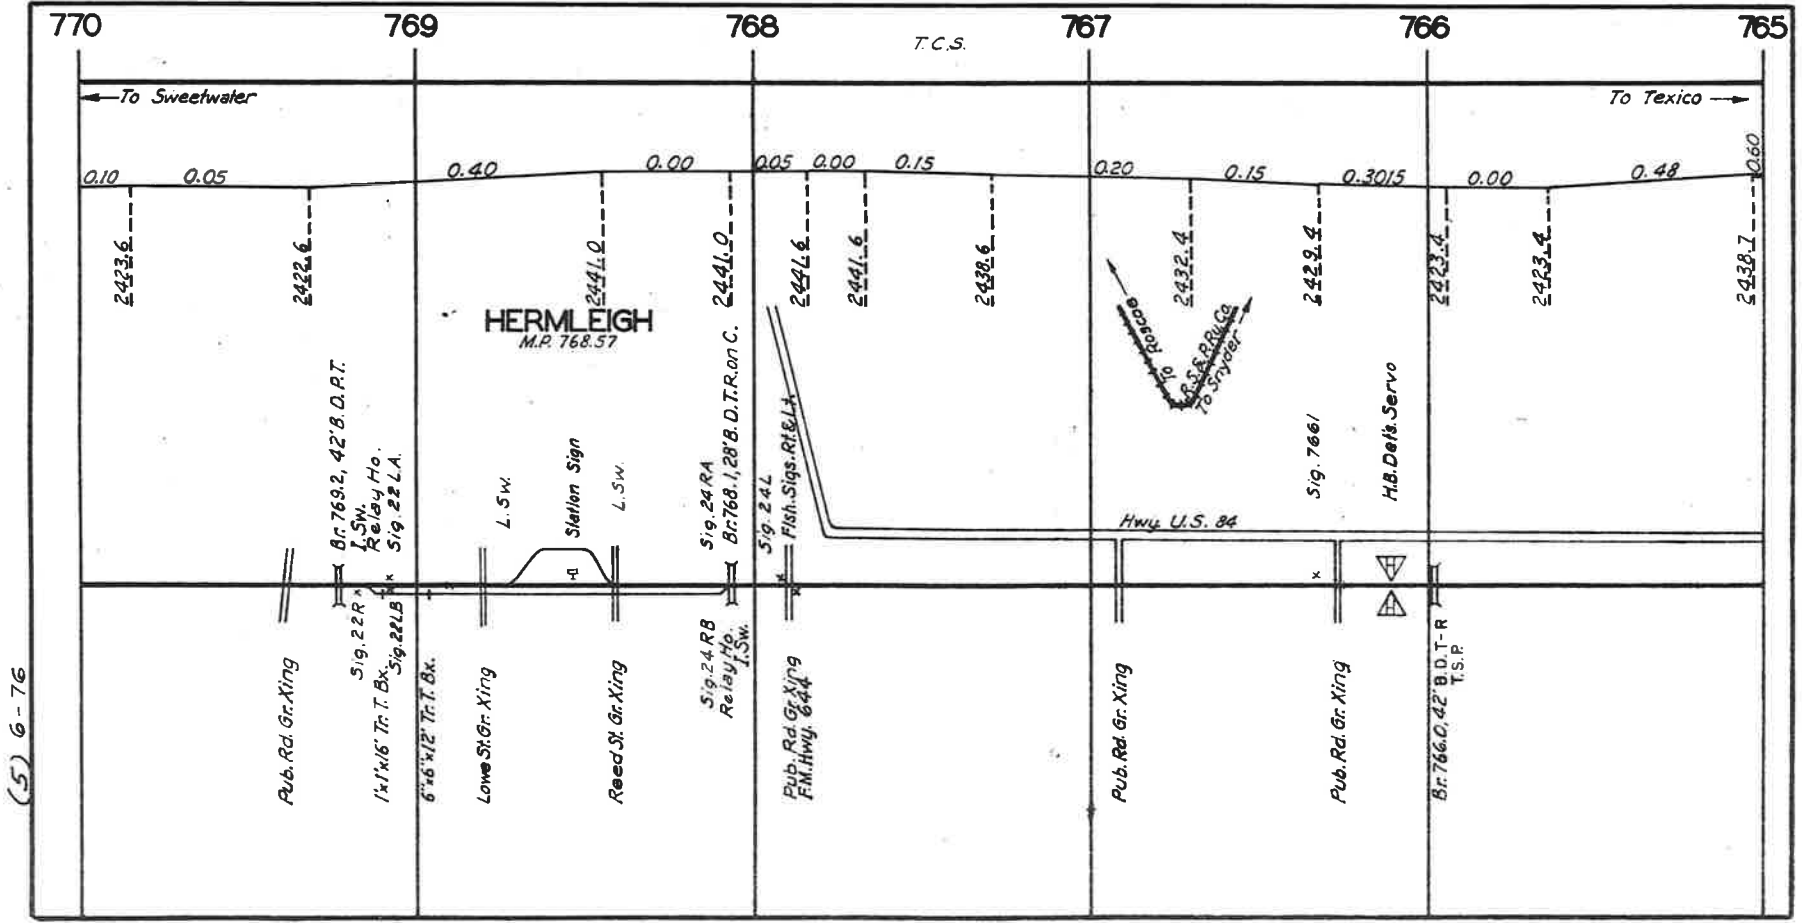 770 769 768 767 766 765
T.C.S.
To Sweetwater
To Texico
0.10 0.05 0.40 0.00 0.05 0.00 0.15 0.20 0.15 0.3015 0.00 0.48 0.60
2423.6
2422.6
2441.0
2441.0
2441.6
2441.6
2438.6
2432.4
2429.4
2423.4
2423.4
2438.7
HERMLEIGH
M.P. 768.57
To Roscoe
R.S.&P.Ry.Co.
To Snyder
Br. 769.2, 42' B.D.P.T.
I.Sw.
Relay Ho.
Sig. 22 LA.
L.Sw.
Station Sign
L.Sw.
Sig. 24 RA
Br. 768.1, 28' B.D.T.R. on C.
Sig. 24L
Flsh. Sigs. Rt. & Lt.
Sig. 7661
H.B. Dets. Servo
Hwy. U.S. 84
H
H
Pub. Rd. Gr. Xing
Sig. 22 R
1'x1'x16' Tr. T. Bx.
Sig. 22LB
6"x6"x12' Tr. T. Bx.
Lowe St. Gr. Xing
Reed St. Gr. Xing
Sig. 24 RB
Relay Ho.
I.Sw.
Pub. Rd. Gr. Xing
F.M. Hwy. 644
Pub. Rd. Gr. Xing
Pub. Rd. Gr. Xing
Br. 766.0, 42' B.D.T-R
T.S.P.
(5) 6-76